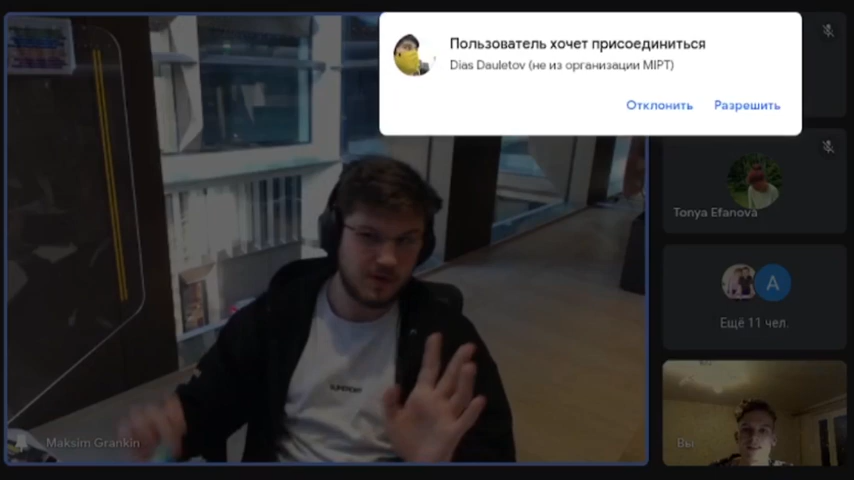 Пользователь хочет присоединиться
Dias Dauletov (не из организации MIPT)
Отклонить Разрешить
Tonya Efanova
A
Ещё 11 чел.
Maksim Grankin
Вы